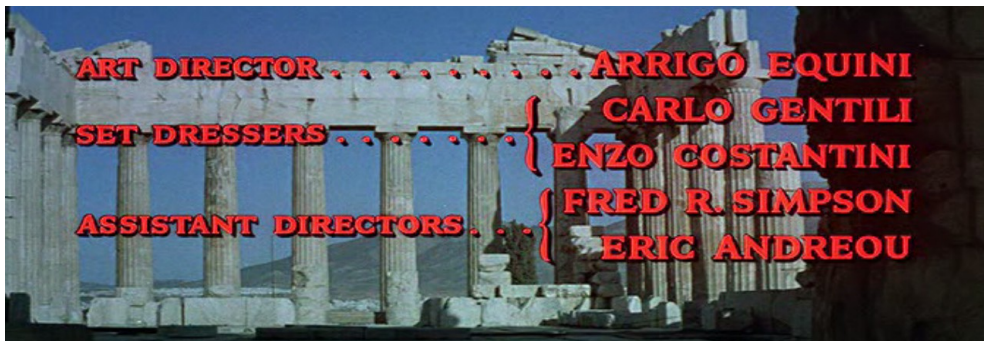 ART DIRECTOR . . . . . . . . . ARRIGO EQUINI
SET DRESSERS . . . . . . { CARLO GENTILI
ENZO COSTANTINI
ASSISTANT DIRECTORS . . . { FRED R. SIMPSON
ERIC ANDREOU